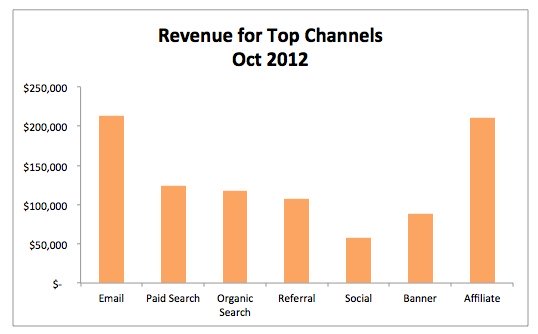 Revenue for Top Channels
Oct 2012
$250,000
$200,000
$150,000
$100,000
$50,000
$-
Email Paid Search Organic Search Referral Social Banner Affiliate